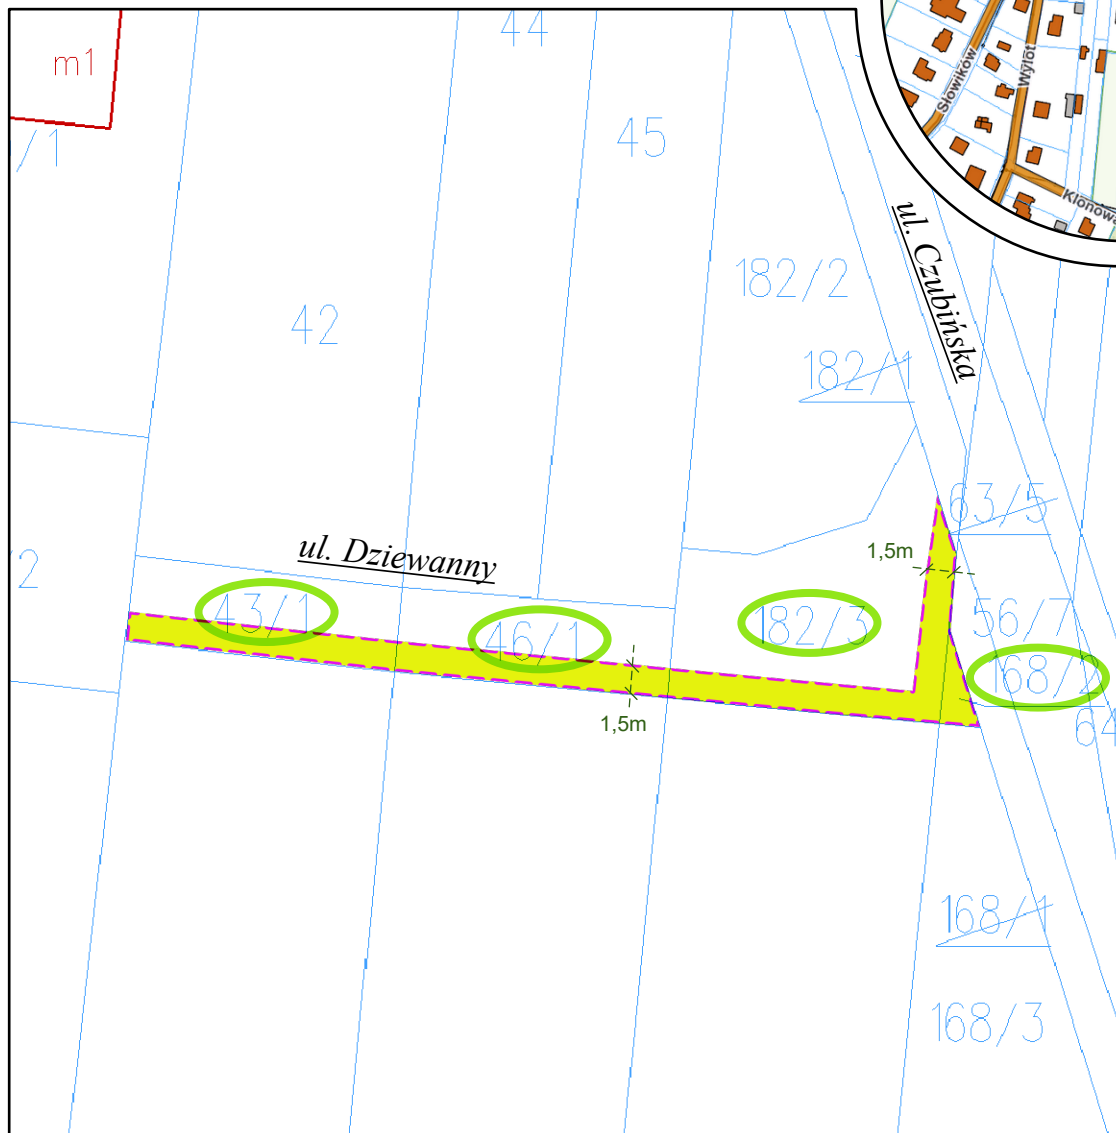 44
m1
/1
45
Słowików
Wylot
Klonowa
ul. Czubińska
182/2
42
182/1
63/5
ul. Dziewanny
1,5m
/2
43/1
46/1
182/3
56/7
168/2
1,5m
64
168/1
168/3